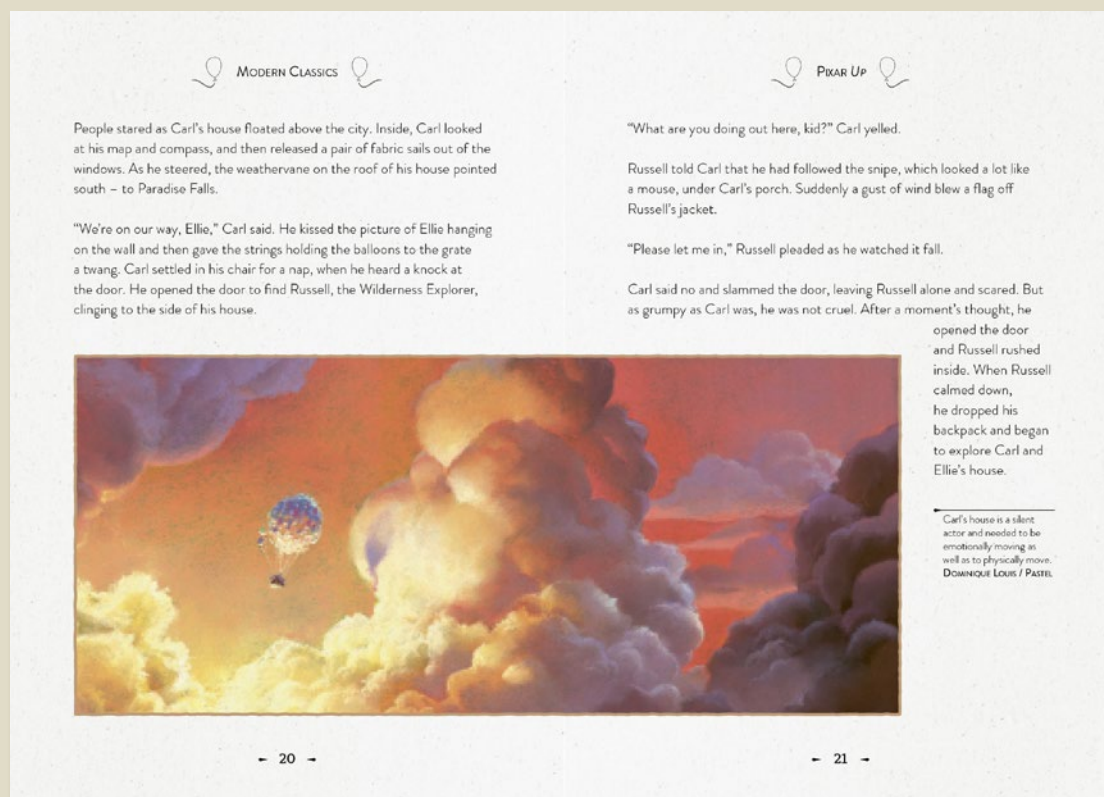 Modern Classics
People stared as Carl's house floated above the city. Inside, Carl looked
at his map and compass, and then released a pair of fabric sails out of the
windows. As he steered, the weathervane on the roof of his house pointed
south – to Paradise Falls.
“We're on our way, Ellie,” Carl said. He kissed the picture of Ellie hanging
on the wall and then gave the strings holding the balloons to the grate
a twang. Carl settled in his chair for a nap, when he heard a knock at
the door. He opened the door to find Russell, the Wilderness Explorer,
clinging to the side of his house.
20
Pixar Up
“What are you doing out here, kid?” Carl yelled.
Russell told Carl that he had followed the snipe, which looked a lot like
a mouse, under Carl's porch. Suddenly a gust of wind blew a flag off
Russell's jacket.
“Please let me in,” Russell pleaded as he watched it fall.
Carl said no and slammed the door, leaving Russell alone and scared. But
as grumpy as Carl was, he was not cruel. After a moment's thought, he
opened the door
and Russell rushed
inside. When Russell
calmed down,
he dropped his
backpack and began
to explore Carl and
Ellie's house.
Carl's house is a silent
actor and needed to be
emotionally moving as
well as to physically move.
Dominique Louis / Pastel
21